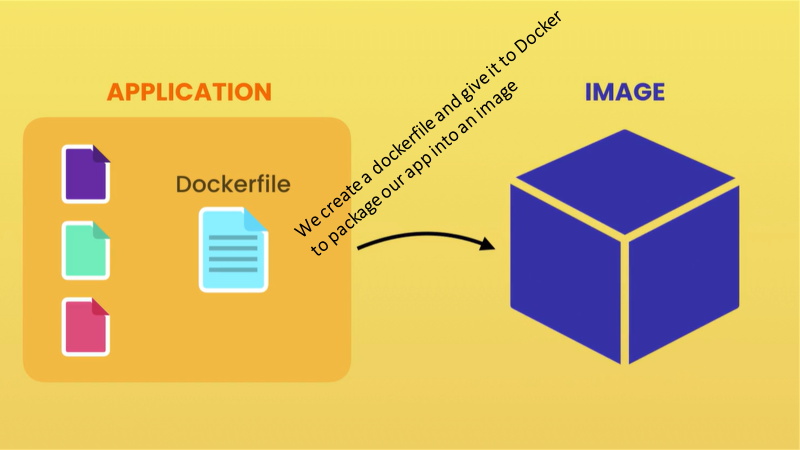 APPLICATION
Dockerfile
We create a dockerfile and give it to Docker
to package our app into an image
IMAGE